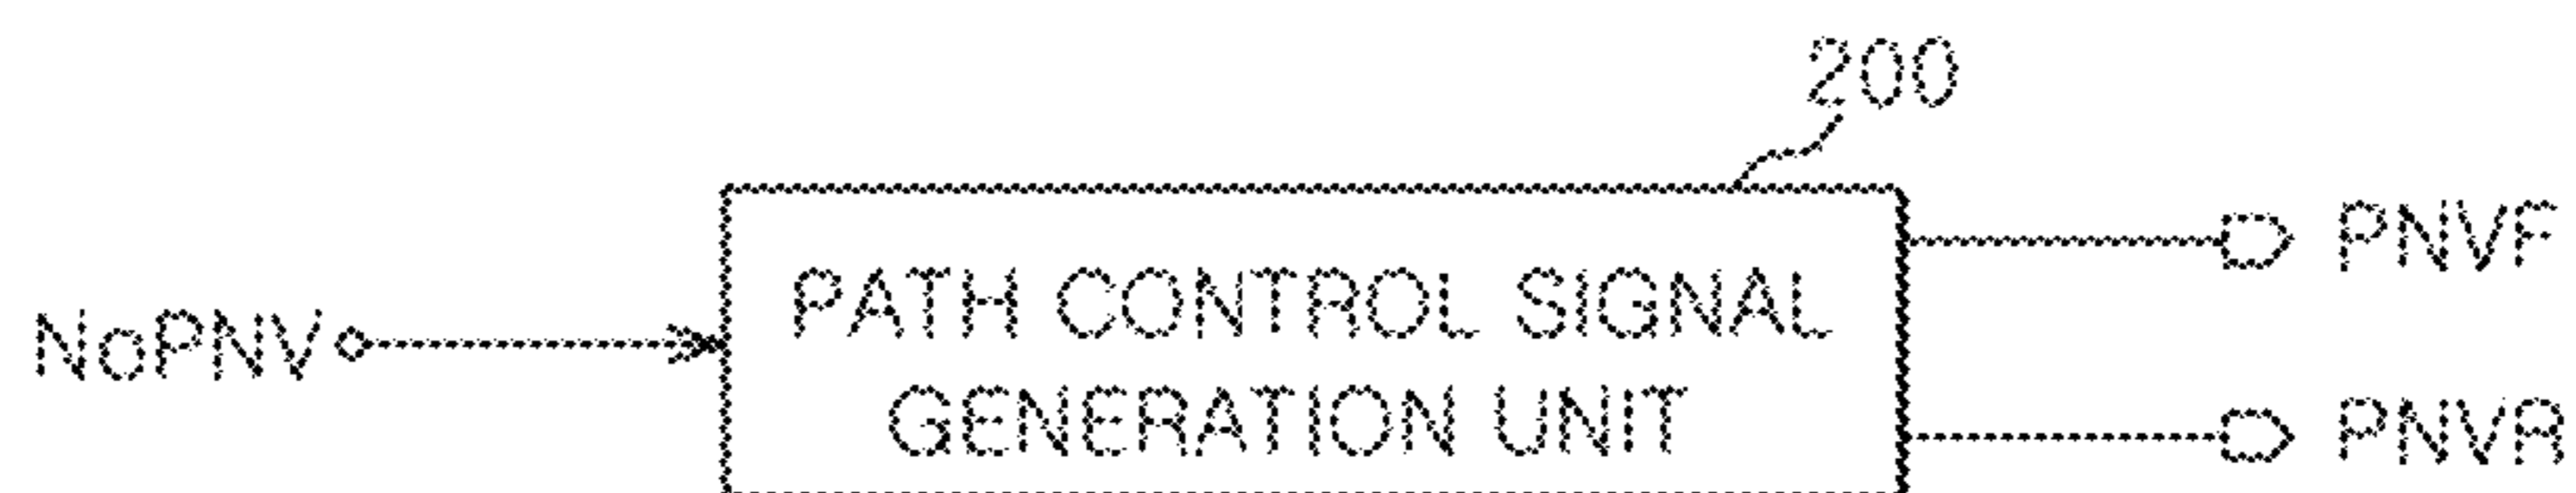 200
PATH CONTROL SIGNAL
GENERATION UNIT
NoPNV
PNVF
PNVR